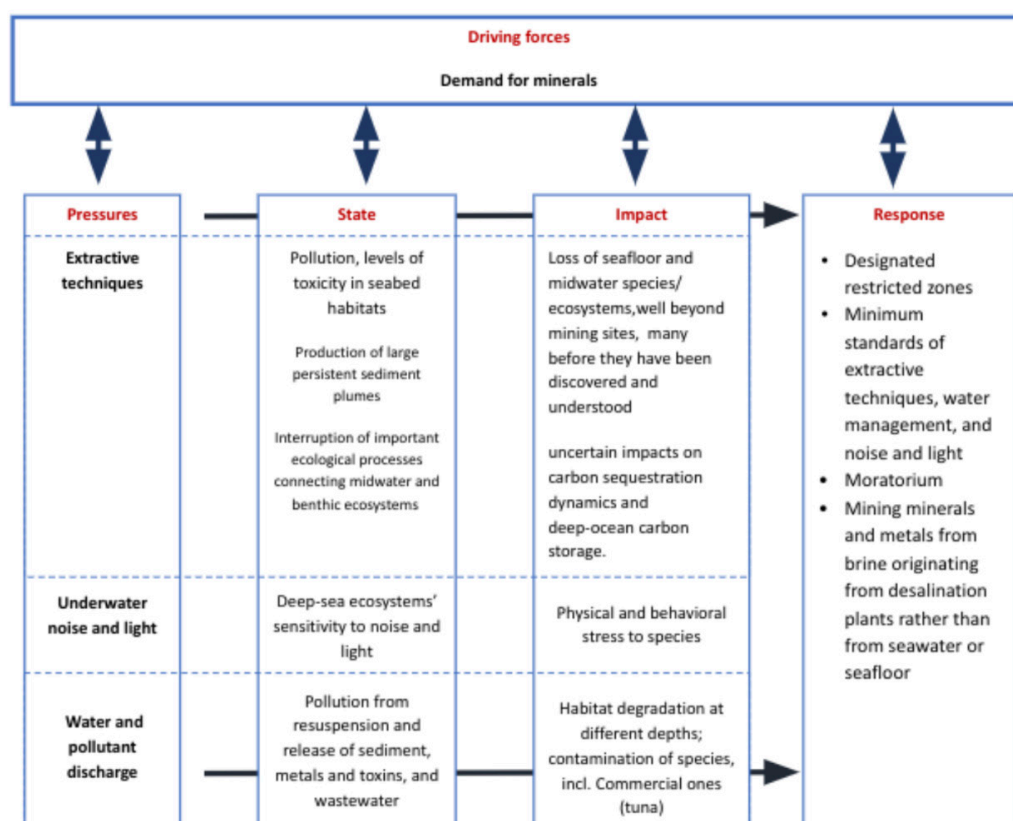 Driving forces
Demand for minerals
Pressures
State
Impact
Response
Extractive
techniques
Pollution, levels of
toxicity in seabed
habitats
Production of large
persistent sediment
plumes
Interruption of important
ecological processes
connecting midwater and
benthic ecosystems
Loss of seafloor and
midwater species/
ecosystems,well beyond
mining sites, many
before they have been
discovered and
understood
uncertain impacts on
carbon sequestration
dynamics and
deep-ocean carbon
storage.
Underwater
noise and light
Deep-sea ecosystems'
sensitivity to noise and
light
Physical and behavioral
stress to species
Water and
pollutant
discharge
Pollution from
resuspension and
release of sediment,
metals and toxins, and
wastewater
Habitat degradation at
different depths;
contamination of species,
incl. Commercial ones
(tuna)
• Designated
restricted zones
• Minimum
standards of
extractive
techniques, water
management, and
noise and light
• Moratorium
• Mining minerals
and metals from
brine originating
from desalination
plants rather than
from seawater or
seafloor